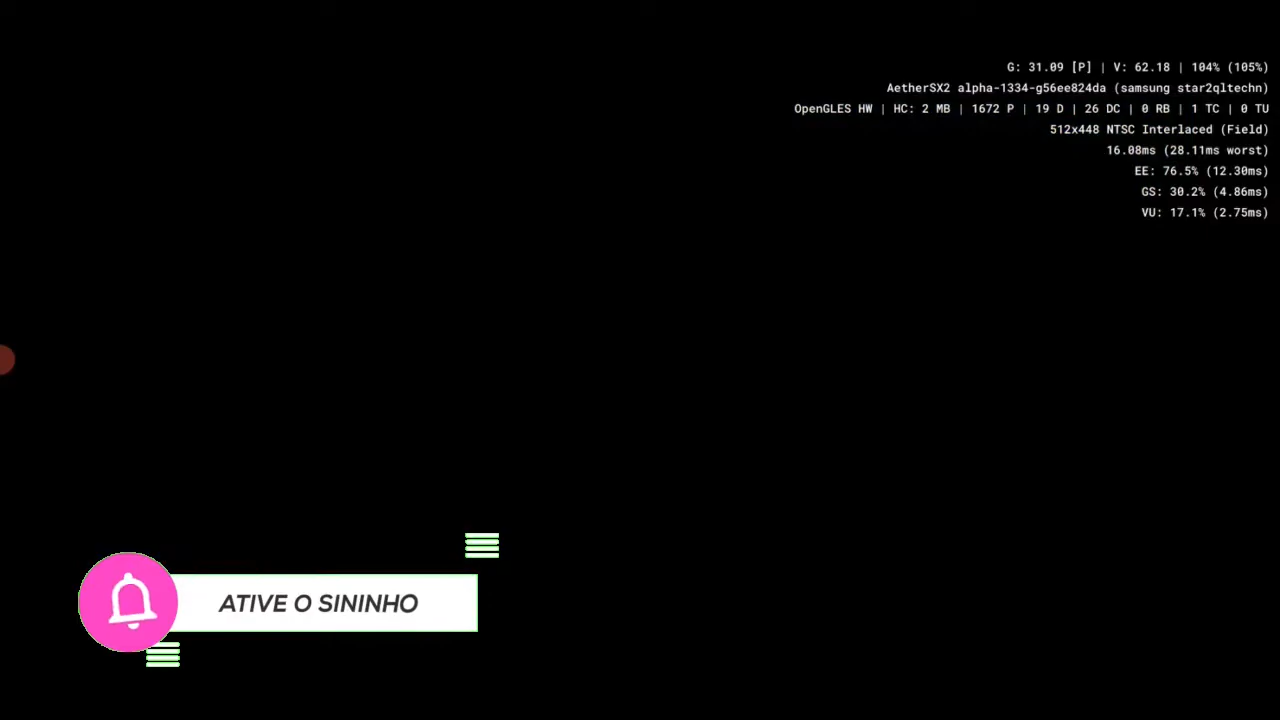 G: 31.09 [P] | V: 62.18 | 104% (105%)
AetherSX2 alpha-1334-g56ee824da (samsung star2qltechn)
OpenGLES HW | HC: 2 MB | 1672 P | 19 D | 26 DC | 0 RB | 1 TC | 0 TU
512x448 NTSC Interlaced (Field)
16.08ms (28.11ms worst)
EE: 76.5% (12.30ms)
GS: 30.2% (4.86ms)
VU: 17.1% (2.75ms)
ATIVE O SININHO